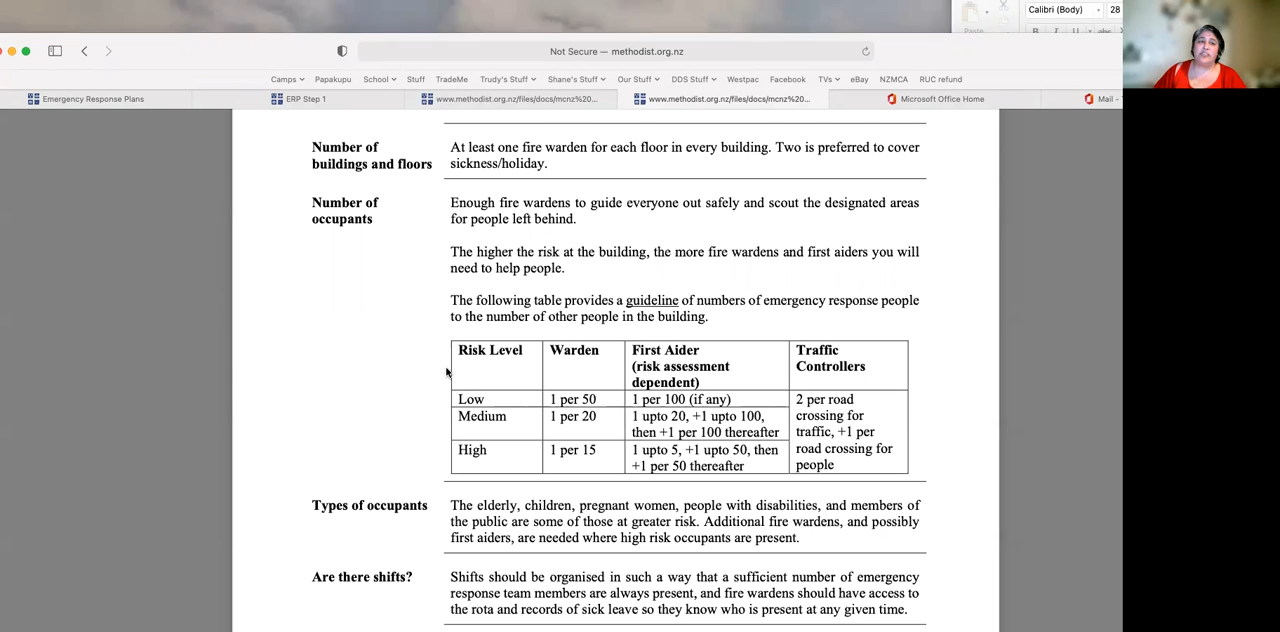 Calibri (Body)
28
Paste
Not Secure — methodist.org.nz
Camps
Papakupu
School
Stuff
TradeMe
Trudy's Stuff
Shane's Stuff
Our Stuff
DDS Stuff
Westpac
Facebook
TVs
eBay
NZMCA
RUC refund
Emergency Response Plans
ERP Step 1
www.methodist.org.nz/files/docs/mcnz%20...
www.methodist.org.nz/files/docs/mcnz%20...
Microsoft Office Home
Mail -
Number of
buildings and floors
At least one fire warden for each floor in every building. Two is preferred to cover
sickness/holiday.
Number of
occupants
Enough fire wardens to guide everyone out safely and scout the designated areas
for people left behind.
The higher the risk at the building, the more fire wardens and first aiders you will
need to help people.
The following table provides a guideline of numbers of emergency response people
to the number of other people in the building.
Risk Level
Warden
First Aider
(risk assessment
dependent)
Traffic
Controllers
Low
1 per 50
1 per 100 (if any)
Medium
1 per 20
1 upto 20, +1 upto 100,
then +1 per 100 thereafter
High
1 per 15
1 upto 5, +1 upto 50, then
+1 per 50 thereafter
2 per road
crossing for
traffic, +1 per
road crossing for
people
Types of occupants
The elderly, children, pregnant women, people with disabilities, and members of
the public are some of those at greater risk. Additional fire wardens, and possibly
first aiders, are needed where high risk occupants are present.
Are there shifts?
Shifts should be organised in such a way that a sufficient number of emergency
response team members are always present, and fire wardens should have access to
the rota and records of sick leave so they know who is present at any given time.